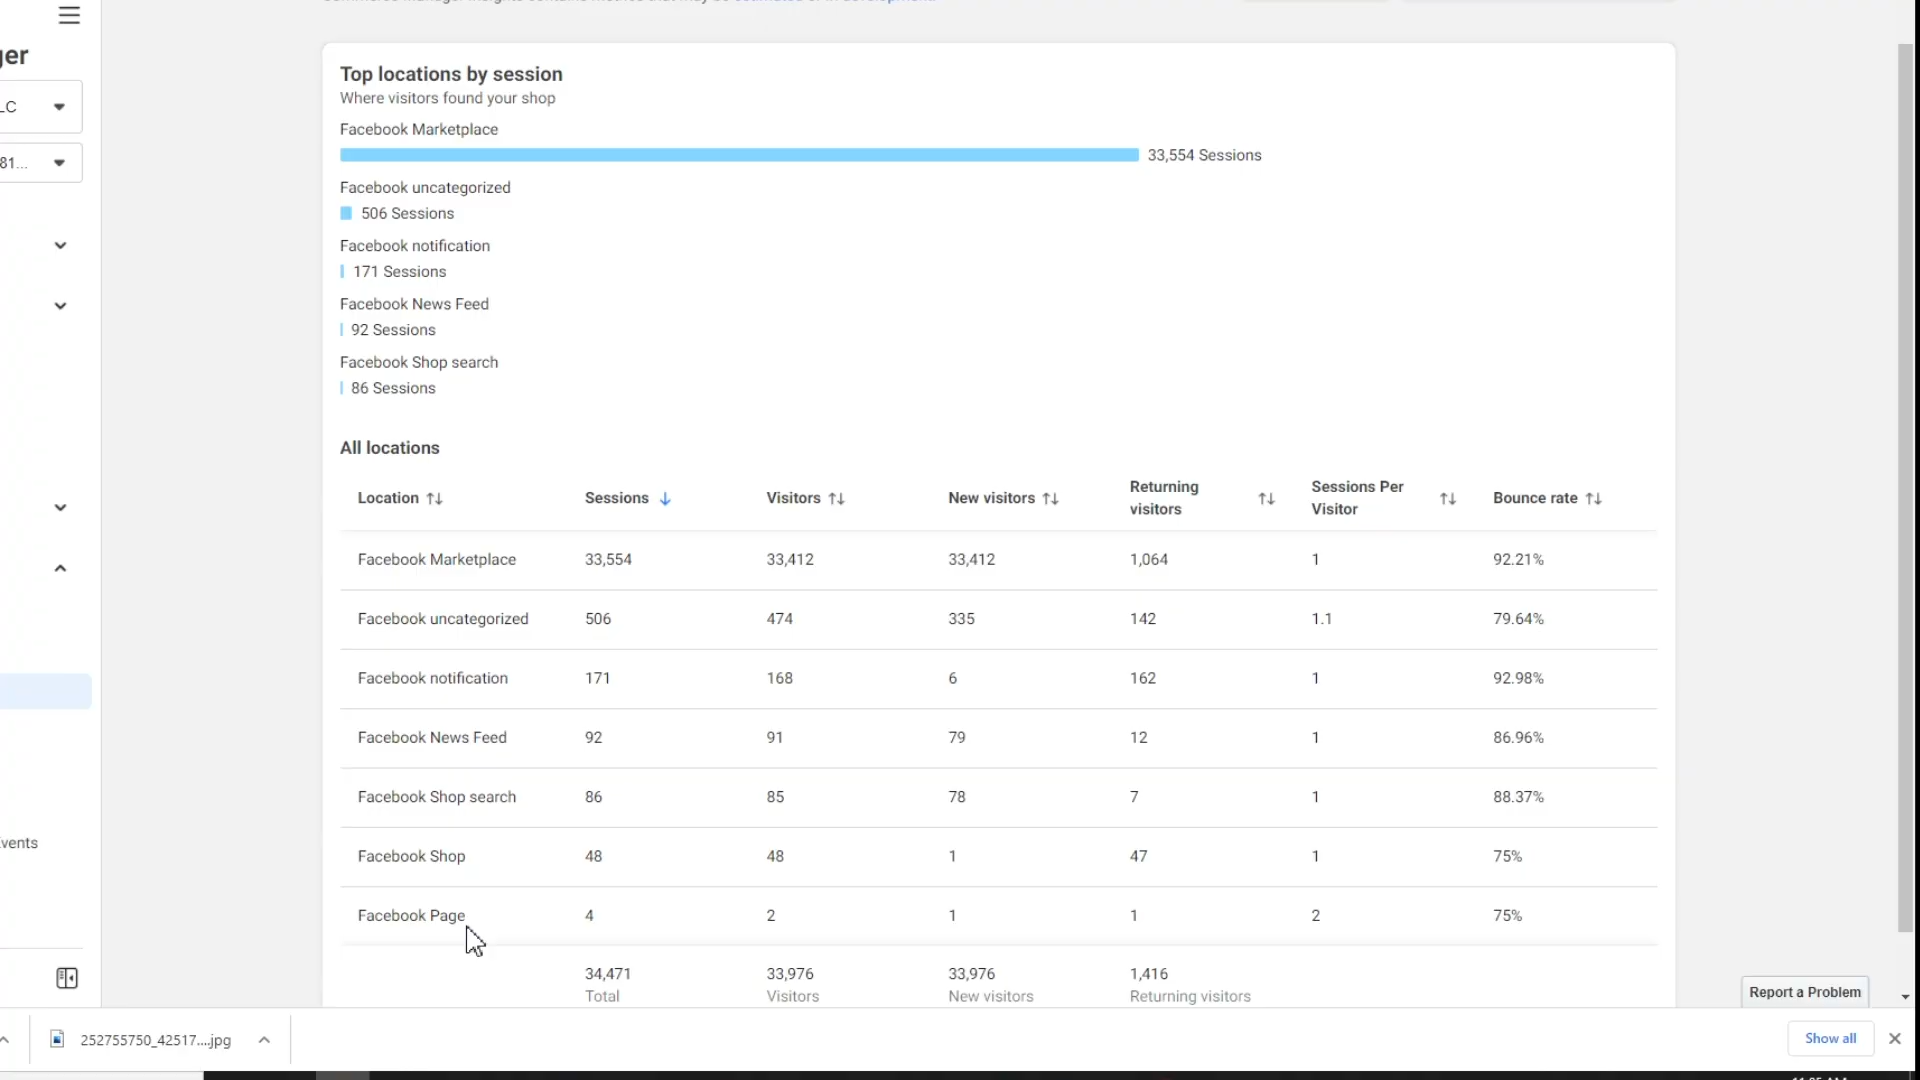 ger
LC
81...
vents
Top locations by session
Where visitors found your shop
Facebook Marketplace
33,554 Sessions
Facebook uncategorized
506 Sessions
Facebook notification
171 Sessions
Facebook News Feed
92 Sessions
Facebook Shop search
86 Sessions
All locations
Location Sessions Visitors New visitors Returning visitors Sessions Per Visitor Bounce rate
Facebook Marketplace 33,554 33,412 33,412 1,064 1 92.21%
Facebook uncategorized 506 474 335 142 1.1 79.64%
Facebook notification 171 168 6 162 1 92.98%
Facebook News Feed 92 91 79 12 1 86.96%
Facebook Shop search 86 85 78 7 1 88.37%
Facebook Shop 48 48 1 47 1 75%
Facebook Page 4 2 1 1 2 75%
34,471 33,976 33,976 1,416
Total Visitors New visitors Returning visitors
Report a Problem
252755750_42517....jpg
Show all